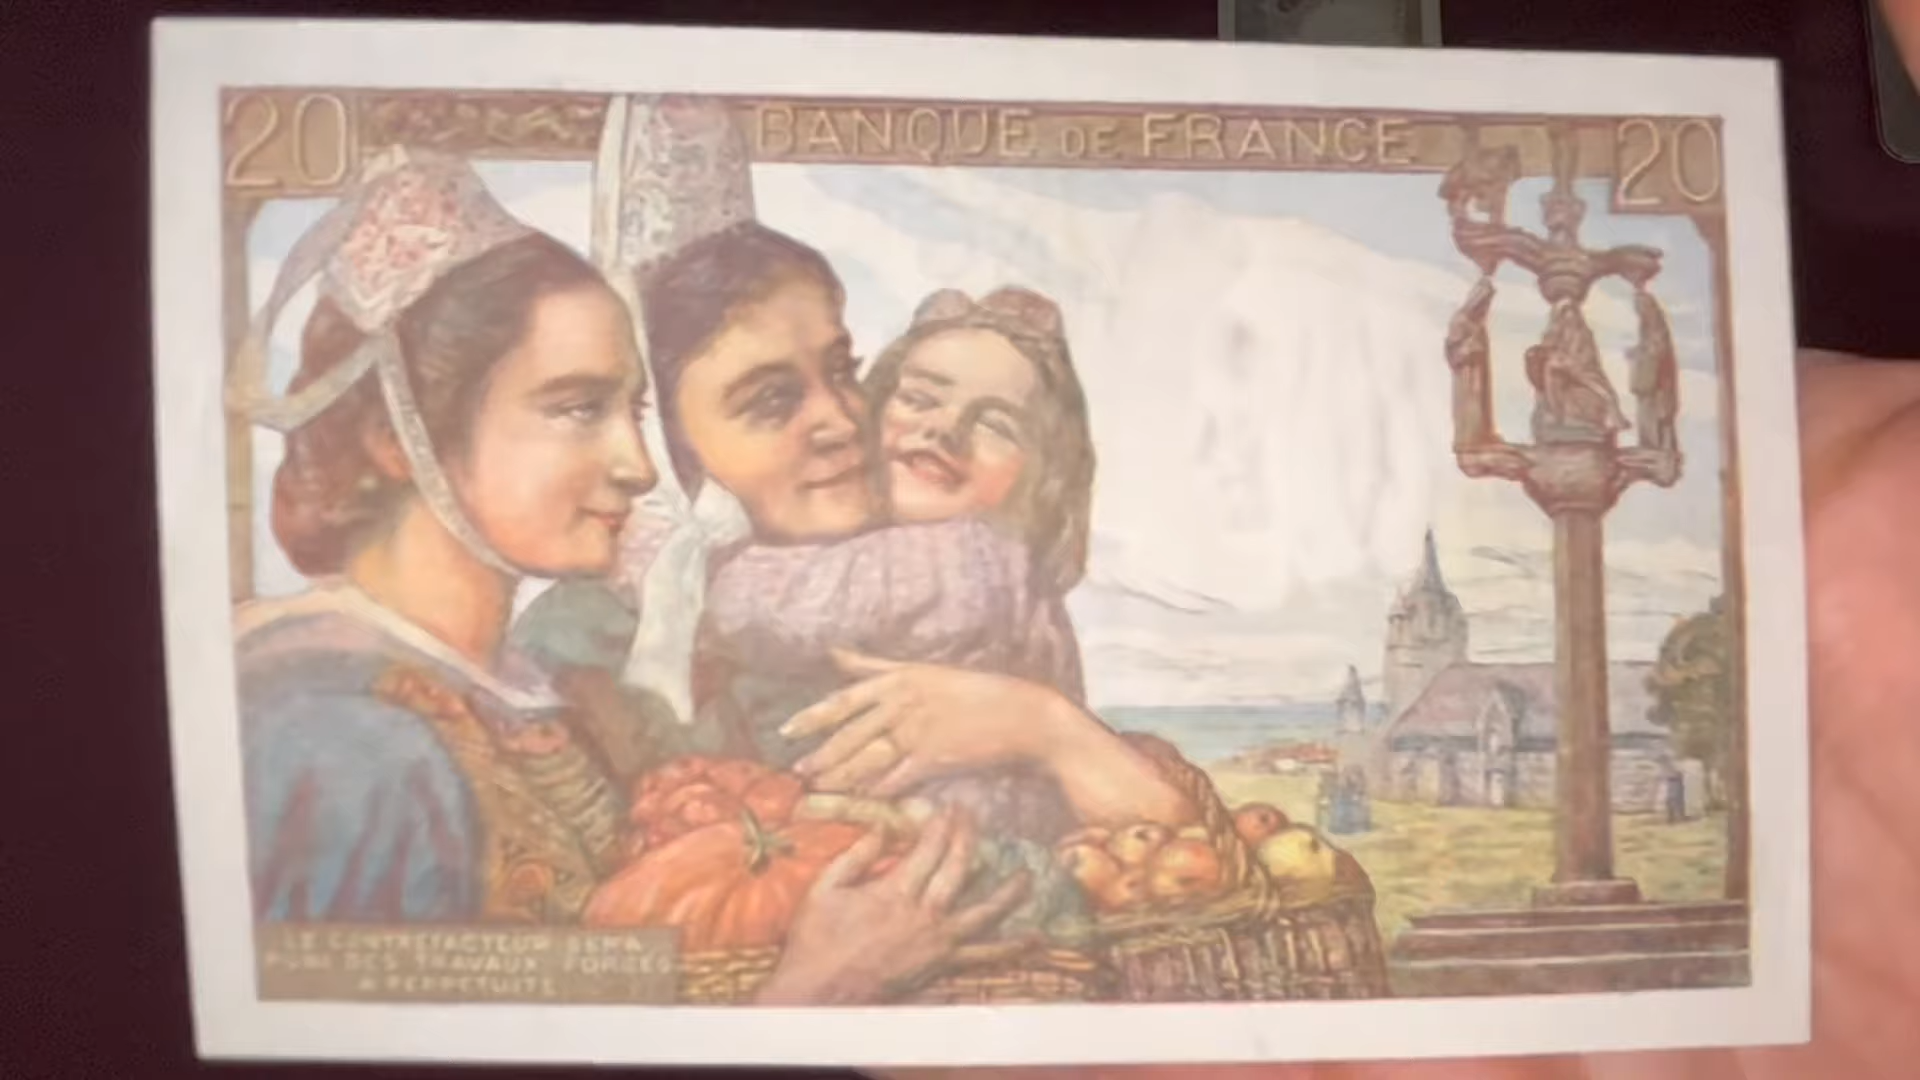 20 BANQUE DE FRANCE 20
LE CONTREFACTEUR SERA
PUNI DES TRAVAUX FORCÉS
A PERPÉTUITÉ